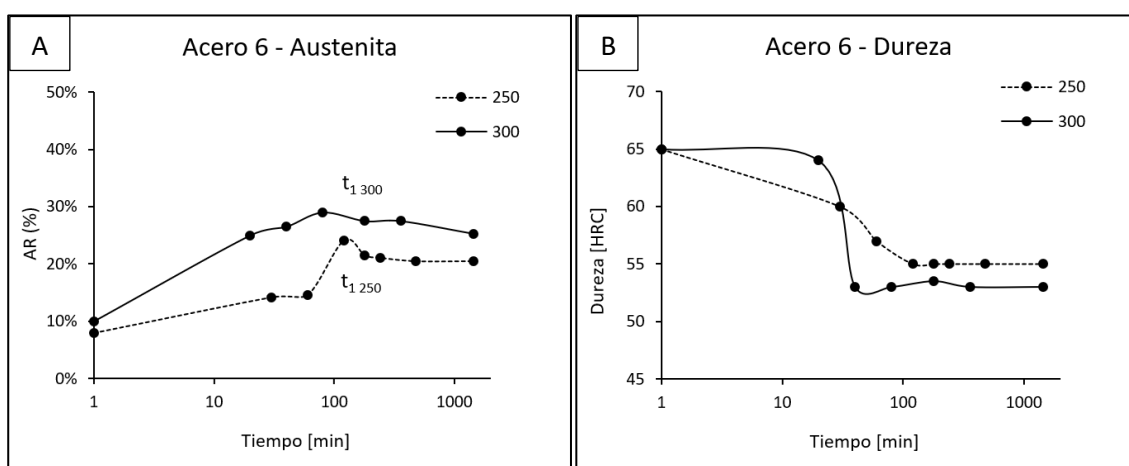 A
Acero 6 - Austenita
50%
40%
30%
20%
10%
0%
AR (%)
250
300
t1 300
t1 250
1
10
100
1000
Tiempo [min]
B
Acero 6 - Dureza
70
65
60
55
50
45
Dureza [HRC]
250
300
1
10
100
1000
Tiempo [min]